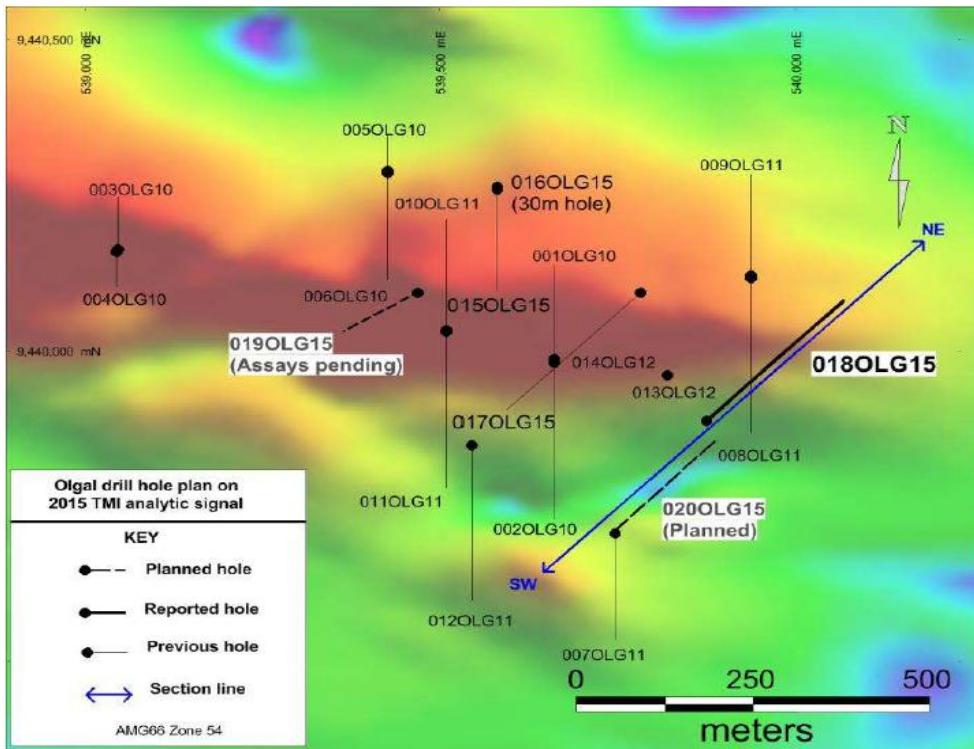 9,440,500 mN
539,000 mE
539,500 mE
540,000 mE
N
005OLG10
009OLG11
003OLG10
016OLG15
(30m hole)
010OLG11
NE
001OLG10
004OLG10
006OLG10
015OLG15
019OLG15
(Assays pending)
9,440,000 mN
014OLG12
018OLG15
013OLG12
017OLG15
008OLG11
011OLG11
020OLG15
(Planned)
002OLG10
SW
012OLG11
007OLG11
Olgal drill hole plan on
2015 TMI analytic signal
KEY
Planned hole
Reported hole
Previous hole
Section line
AMG66 Zone 54
0 250 500
meters